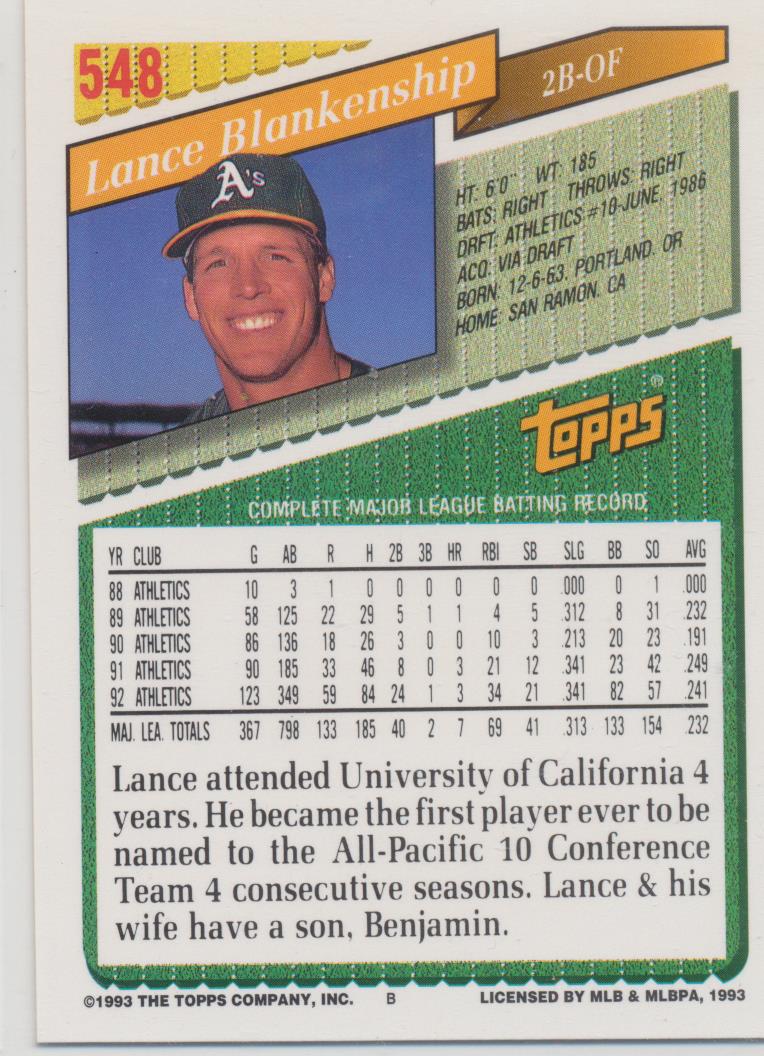 548
Lance Blankenship
2B-OF
A's
HT: 6'0" WT: 185
BATS: RIGHT THROWS: RIGHT
DRFT: ATHLETICS #10-JUNE, 1986
ACQ: VIA DRAFT
BORN: 12-6-63, PORTLAND, OR
HOME: SAN RAMON, CA
topps®
COMPLETE MAJOR LEAGUE BATTING RECORD
YR CLUB G AB R H 2B 3B HR RBI SB SLG BB SO AVG
88 ATHLETICS 10 3 1 0 0 0 0 0 0 .000 0 1 .000
89 ATHLETICS 58 125 22 29 5 1 1 4 5 .312 8 31 .232
90 ATHLETICS 86 136 18 26 3 0 0 10 3 .213 20 23 .191
91 ATHLETICS 90 185 33 46 8 0 3 21 12 .341 23 42 .249
92 ATHLETICS 123 349 59 84 24 1 3 34 21 .341 82 57 .241
MAJ. LEA. TOTALS 367 798 133 185 40 2 7 69 41 .313 133 154 .232
Lance attended University of California 4
years. He became the first player ever to be
named to the All-Pacific 10 Conference
Team 4 consecutive seasons. Lance & his
wife have a son, Benjamin.
©1993 THE TOPPS COMPANY, INC. B LICENSED BY MLB & MLBPA, 1993